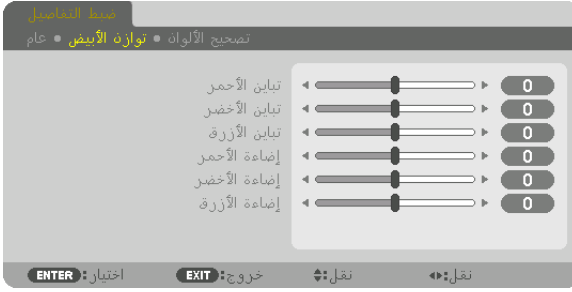 ضبط التفاصيل
عام ● توازن الأبيض ● تصحيح الألوان
تباين الأحمر 0
تباين الأخضر 0
تباين الأزرق 0
إضاءة الأحمر 0
إضاءة الأخضر 0
إضاءة الأزرق 0
ENTER :اختيار EXIT :خروج نقل: نقل: